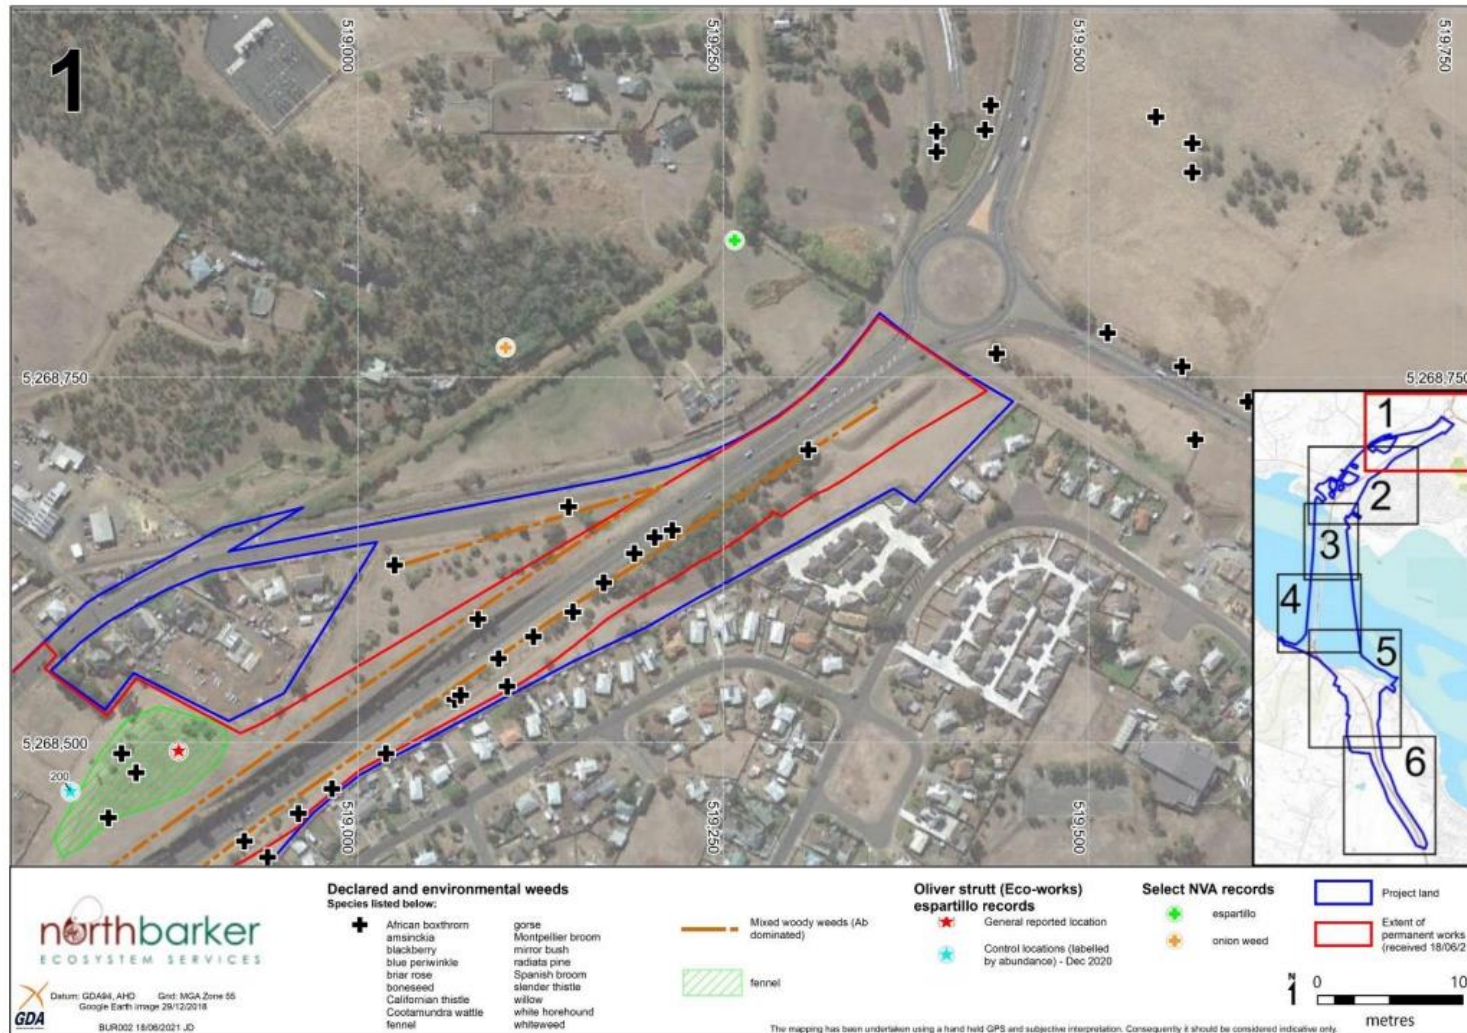 1
519,000
519,250
519,500
519,750
5,268,750
5,268,750
5,268,500
200
519,000
519,250
519,500
1
2
3
4
5
6
northbarker
ECOSYSTEM SERVICES
GDA
Datum: GDA94, AHD Grid: MGA Zone 55
Google Earth image 29/12/2018
BUR002 18/06/2021 JD
Declared and environmental weeds
Species listed below:
African boxthrom
amsinckia
blackberry
blue periwinkle
briar rose
boneseed
Californian thistle
Cootamundra wattle
fennel
gorse
Montpellier broom
mirror bush
radiata pine
Spanish broom
slender thistle
willow
white horehound
whiteweed
Mixed woody weeds (Ab
dominated)
fennel
Oliver strutt (Eco-works)
espartillo records
General reported location
Control locations (labelled
by abundance) - Dec 2020
Select NVA records
espartillo
onion weed
Project land
Extent of
permanent works
(received 18/06/2
N
1
0
10
metres
The mapping has been undertaken using a hand held GPS and subjective interpretation. Consequently it should be considered indicative only.